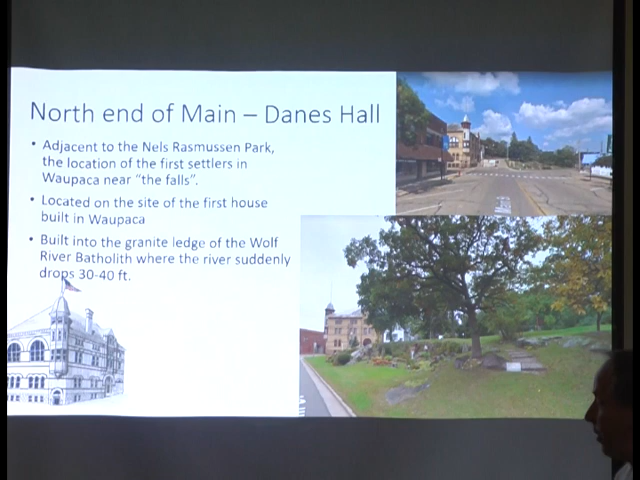 North end of Main – Danes Hall
• Adjacent to the Nels Rasmussen Park,
the location of the first settlers in
Waupaca near “the falls”.
• Located on the site of the first house
built in Waupaca
• Built into the granite ledge of the Wolf
River Batholith where the river suddenly
drops 30-40 ft.